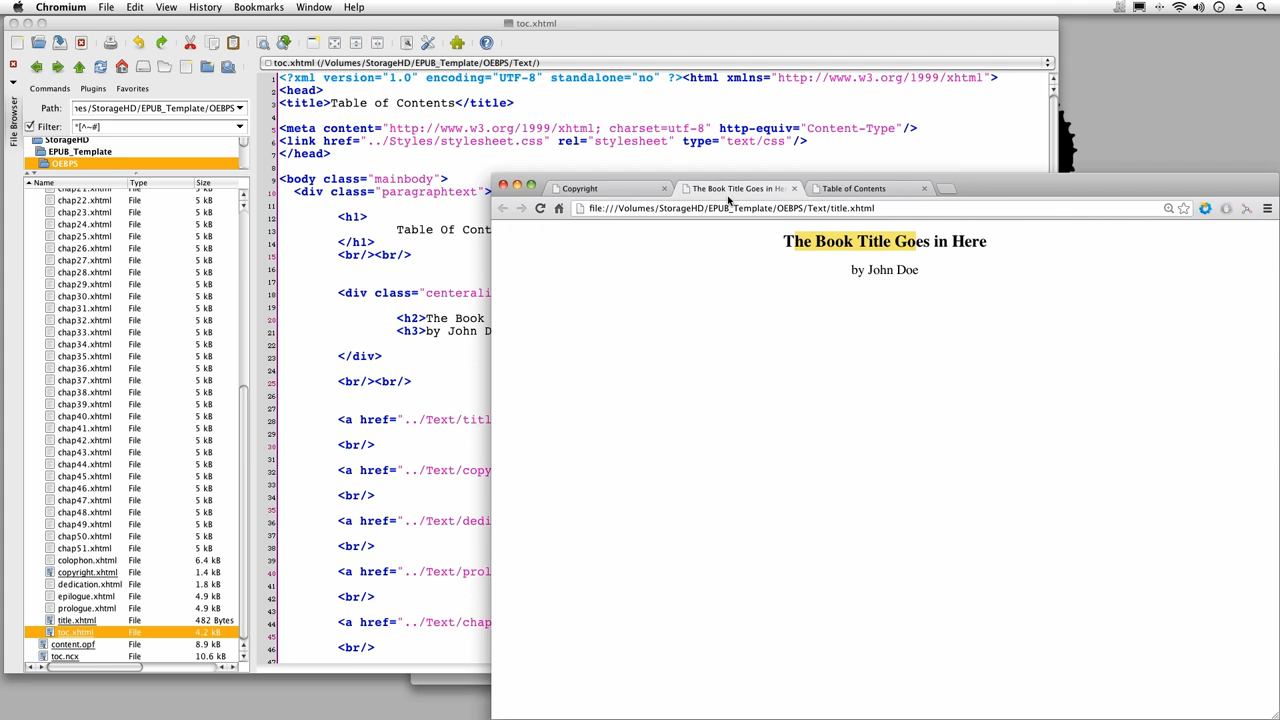 Chromium File Edit View History Bookmarks Window Help
toc.xhtml
toc.xhtml (/Volumes/StorageHD/EPUB_Template/OEBPS/Text/)
Commands Plugins Favorites
Path: nes/StorageHD/EPUB_Template/OEBPS
Filter: *[^~#]
StorageHD
EPUB_Template
OEBPS
File Browser
Name Type Size
chap21.xhtml File 5 kB
chap22.xhtml File 5 kB
chap23.xhtml File 5 kB
chap24.xhtml File 5 kB
chap25.xhtml File 5 kB
chap26.xhtml File 5 kB
chap27.xhtml File 5 kB
chap28.xhtml File 5 kB
chap29.xhtml File 5 kB
chap30.xhtml File 5 kB
chap31.xhtml File 5 kB
chap32.xhtml File 5 kB
chap33.xhtml File 5 kB
chap34.xhtml File 5 kB
chap35.xhtml File 5 kB
chap36.xhtml File 5 kB
chap37.xhtml File 5 kB
chap38.xhtml File 5 kB
chap39.xhtml File 5 kB
chap40.xhtml File 5 kB
chap41.xhtml File 5 kB
chap42.xhtml File 5 kB
chap43.xhtml File 5 kB
chap44.xhtml File 5 kB
chap45.xhtml File 5 kB
chap46.xhtml File 5 kB
chap47.xhtml File 5 kB
chap48.xhtml File 5 kB
chap49.xhtml File 5 kB
chap50.xhtml File 5 kB
chap51.xhtml File 5 kB
colophon.xhtml File 6.4 kB
copyright.xhtml File 1.4 kB
dedication.xhtml File 1.8 kB
epilogue.xhtml File 4.9 kB
prologue.xhtml File 4.9 kB
title.xhtml File 482 Bytes
toc.xhtml File 4.2 kB
content.opf File 8.9 kB
toc.ncx File 10.6 kB
<?xml version="1.0" encoding="UTF-8" standalone="no" ?><html xmlns="http://www.w3.org/1999/xhtml">
<head>
<title>Table of Contents</title>
<meta content="http://www.w3.org/1999/xhtml; charset=utf-8" http-equiv="Content-Type"/>
<link href="../Styles/stylesheet.css" rel="stylesheet" type="text/css"/>
</head>
<body class="mainbody">
<div class="paragraphtext">
<h1>
Table Of Cont
</h1>
<br/><br/>
<div class="centerali
<h2>The Book
<h3>by John D
</div>
<br/><br/>
<a href="../Text/titl
<br/>
<a href="../Text/copy
<br/>
<a href="../Text/dedi
<br/>
<a href="../Text/prol
<br/>
<a href="../Text/chap
<br/>
Copyright The Book Title Goes in He Table of Contents
file:///Volumes/StorageHD/EPUB_Template/OEBPS/Text/title.xhtml
The Book Title Goes in Here
by John Doe